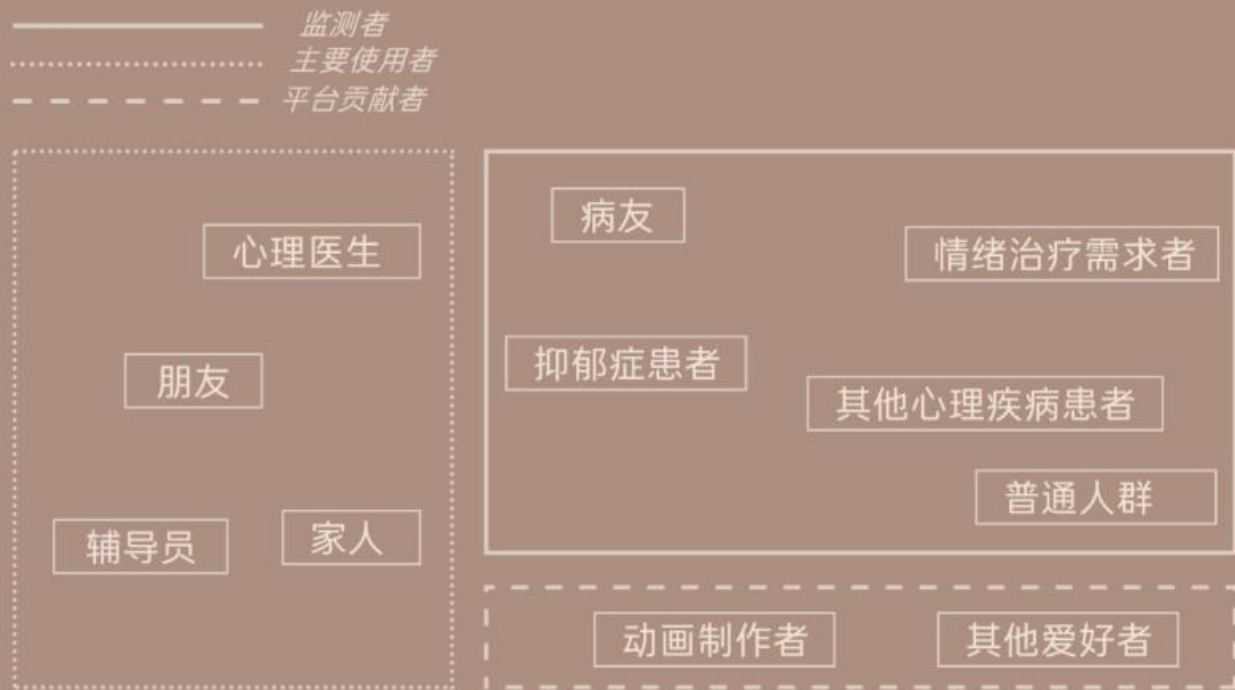 监测者
主要使用者
平台贡献者
心理医生
朋友
辅导员
家人
病友
情绪治疗需求者
抑郁症患者
其他心理疾病患者
普通人群
动画制作者
其他爱好者